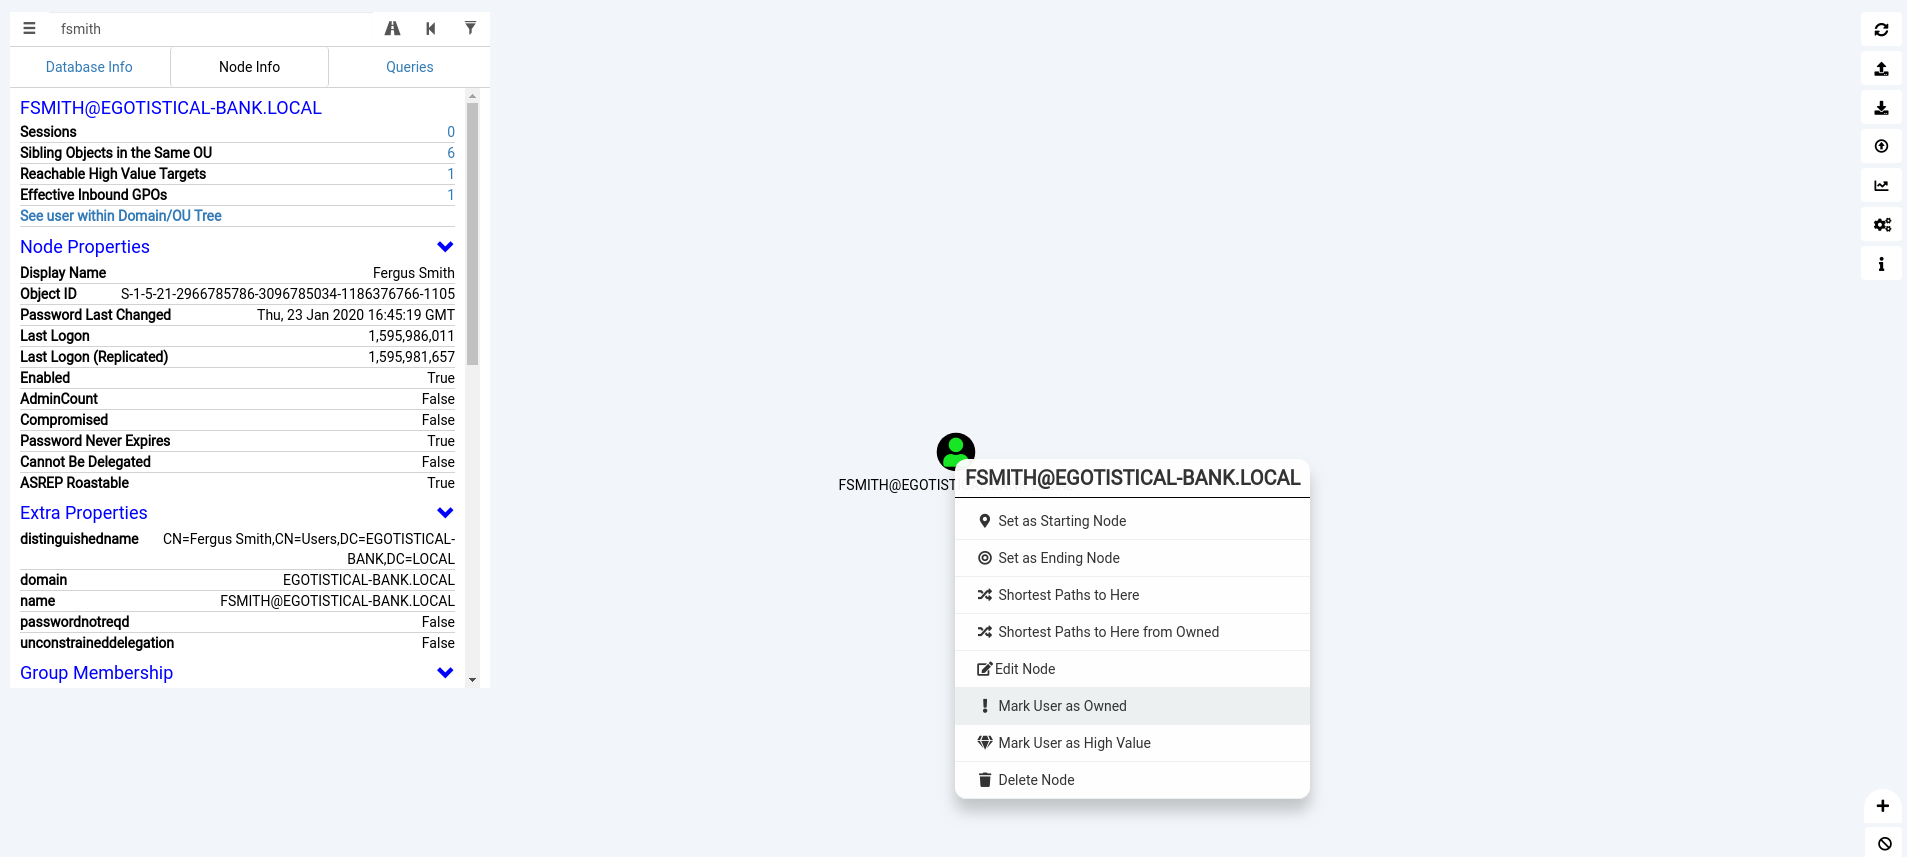 fsmith
Database Info Node Info Queries
FSMITH@EGOTISTICAL-BANK.LOCAL
Sessions 0
Sibling Objects in the Same OU 6
Reachable High Value Targets 1
Effective Inbound GPOs 1
See user within Domain/OU Tree
Node Properties
Display Name Fergus Smith
Object ID S-1-5-21-2966785786-3096785034-1186376766-1105
Password Last Changed Thu, 23 Jan 2020 16:45:19 GMT
Last Logon 1,595,986,011
Last Logon (Replicated) 1,595,981,657
Enabled True
AdminCount False
Compromised False
Password Never Expires True
Cannot Be Delegated False
ASREP Roastable True
Extra Properties
distinguishedname CN=Fergus Smith,CN=Users,DC=EGOTISTICAL-
BANK,DC=LOCAL
domain EGOTISTICAL-BANK.LOCAL
name FSMITH@EGOTISTICAL-BANK.LOCAL
passwordnotreqd False
unconstraineddelegation False
Group Membership
FSMITH@EGOTIST
FSMITH@EGOTISTICAL-BANK.LOCAL
Set as Starting Node
Set as Ending Node
Shortest Paths to Here
Shortest Paths to Here from Owned
Edit Node
Mark User as Owned
Mark User as High Value
Delete Node